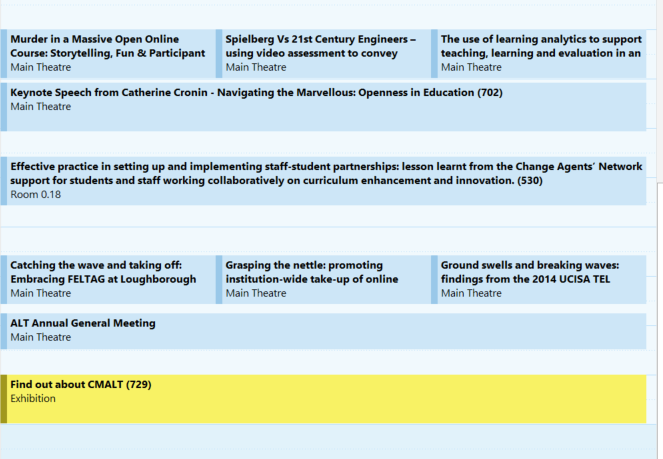 Murder in a Massive Open Online
Course: Storytelling, Fun & Participant
Main Theatre
Spielberg Vs 21st Century Engineers –
using video assessment to convey
Main Theatre
The use of learning analytics to support
teaching, learning and evaluation in an
Main Theatre
Keynote Speech from Catherine Cronin - Navigating the Marvellous: Openness in Education (702)
Main Theatre
Effective practice in setting up and implementing staff-student partnerships: lesson learnt from the Change Agents’ Network
support for students and staff working collaboratively on curriculum enhancement and innovation. (530)
Room 0.18
Catching the wave and taking off:
Embracing FELTAG at Loughborough
Main Theatre
Grasping the nettle: promoting
institution-wide take-up of online
Main Theatre
Ground swells and breaking waves:
findings from the 2014 UCISA TEL
Main Theatre
ALT Annual General Meeting
Main Theatre
Find out about CMALT (729)
Exhibition